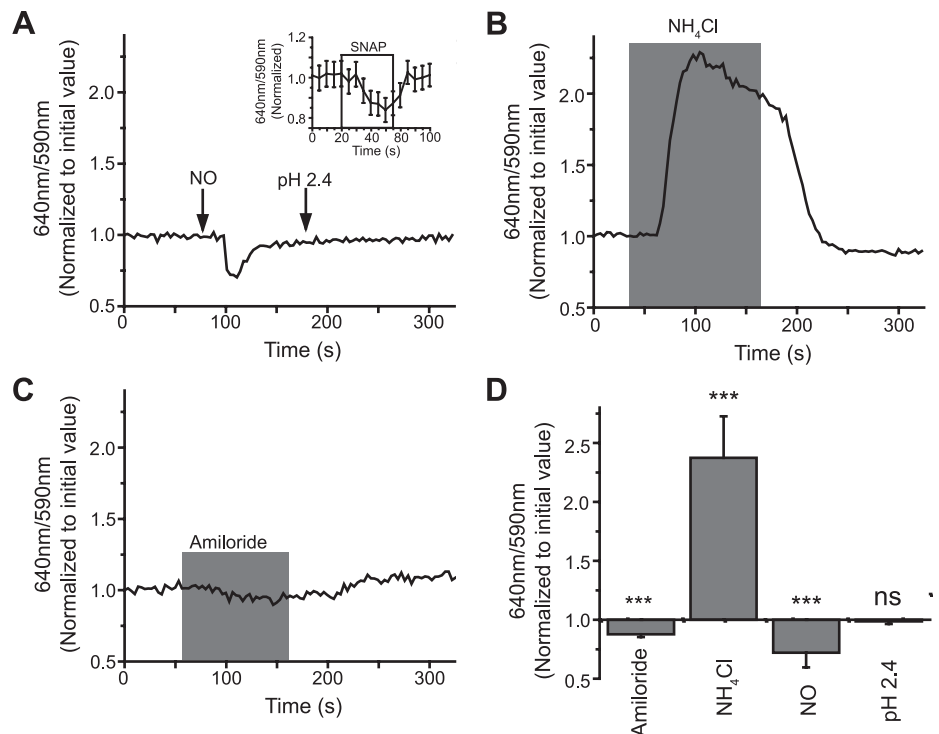 A
640nm/590nm
(Normalized to initial value)
2.0
1.5
1.0
0.5
NO
pH 2.4
0 100 200 300
Time (s)
640nm/590nm
(Normalized)
1.2
1.0
0.8
SNAP
0 20 40 60 80 100
Time (s)
B
640nm/590nm
(Normalized to initial value)
NH₄Cl
2.0
1.5
1.0
0.5
0 100 200 300
Time (s)
C
640nm/590nm
(Normalized to initial value)
2.0
1.5
1.0
0.5
Amiloride
0 100 200 300
Time (s)
D
640nm/590nm
(Normalized to initial value)
2.5
2.0
1.5
1.0
0.5
*** *** *** ns
Amiloride
NH₄Cl
NO
pH 2.4